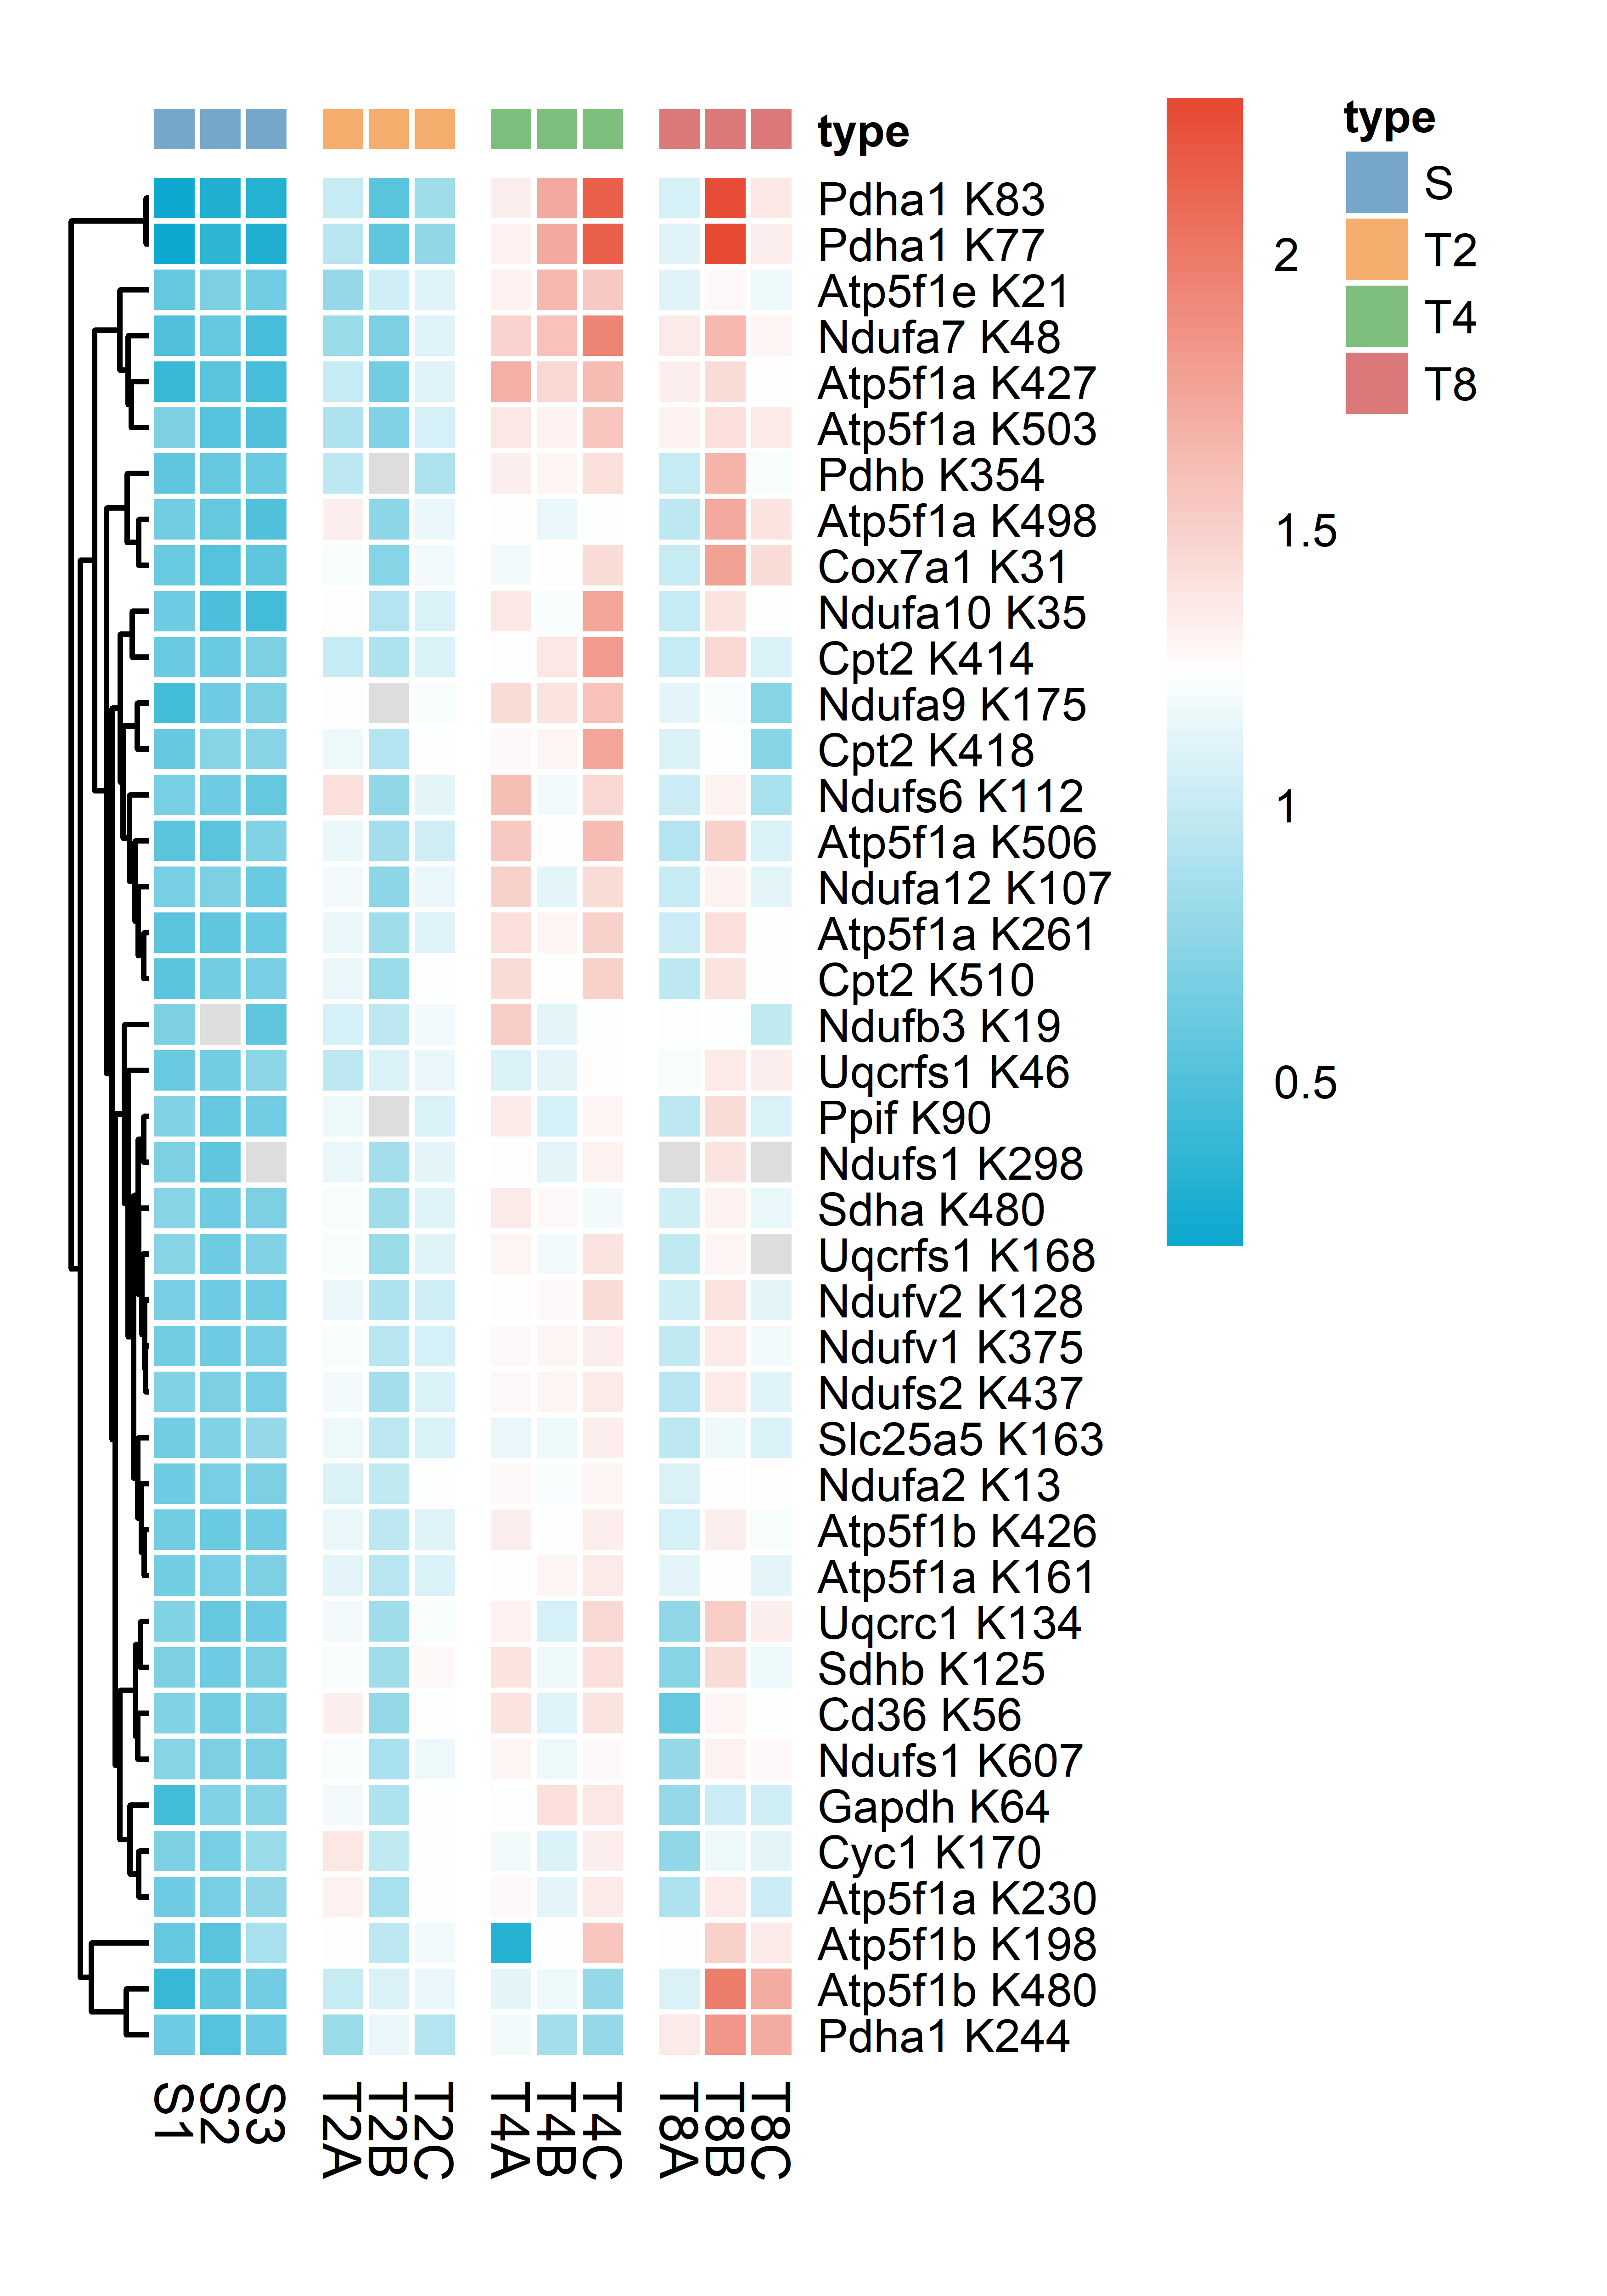 type
Pdha1 K83
Pdha1 K77
Atp5f1e K21
Ndufa7 K48
Atp5f1a K427
Atp5f1a K503
Pdhb K354
Atp5f1a K498
Cox7a1 K31
Ndufa10 K35
Cpt2 K414
Ndufa9 K175
Cpt2 K418
Ndufs6 K112
Atp5f1a K506
Ndufa12 K107
Atp5f1a K261
Cpt2 K510
Ndufb3 K19
Uqcrfs1 K46
Ppif K90
Ndufs1 K298
Sdha K480
Uqcrfs1 K168
Ndufv2 K128
Ndufv1 K375
Ndufs2 K437
Slc25a5 K163
Ndufa2 K13
Atp5f1b K426
Atp5f1a K161
Uqcrc1 K134
Sdhb K125
Cd36 K56
Ndufs1 K607
Gapdh K64
Cyc1 K170
Atp5f1a K230
Atp5f1b K198
Atp5f1b K480
Pdha1 K244
S1
S2
S3
T2A
T2B
T2C
T4A
T4B
T4C
T8A
T8B
T8C
2
1.5
1
0.5
type
S
T2
T4
T8